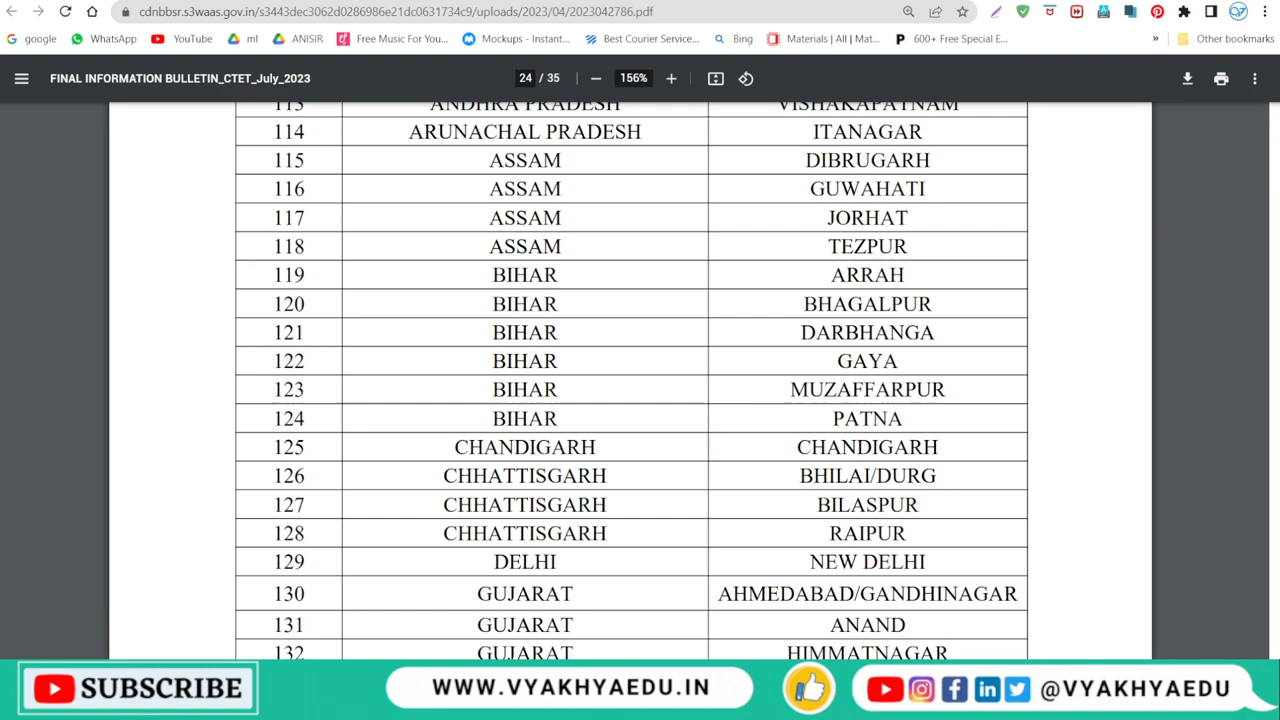 cdnbbsr.s3waas.gov.in/s3443dec3062d0286986e21dc0631734c9/uploads/2023/04/2023042786.pdf
google WhatsApp YouTube ml ANISIR Free Music For You... Mockups - Instant... Best Courier Service... Bing Materials | All | Mat... 600+ Free Special E... » Other bookmarks
FINAL INFORMATION BULLETIN_CTET_July_2023 24 / 35 156%
113 ANDHRA PRADESH VISHAKAPATNAM
114 ARUNACHAL PRADESH ITANAGAR
115 ASSAM DIBRUGARH
116 ASSAM GUWAHATI
117 ASSAM JORHAT
118 ASSAM TEZPUR
119 BIHAR ARRAH
120 BIHAR BHAGALPUR
121 BIHAR DARBHANGA
122 BIHAR GAYA
123 BIHAR MUZAFFARPUR
124 BIHAR PATNA
125 CHANDIGARH CHANDIGARH
126 CHHATTISGARH BHILAI/DURG
127 CHHATTISGARH BILASPUR
128 CHHATTISGARH RAIPUR
129 DELHI NEW DELHI
130 GUJARAT AHMEDABAD/GANDHINAGAR
131 GUJARAT ANAND
132 GUJARAT HIMMATNAGAR
SUBSCRIBE WWW.VYAKHYAEDU.IN @VYAKHYAEDU